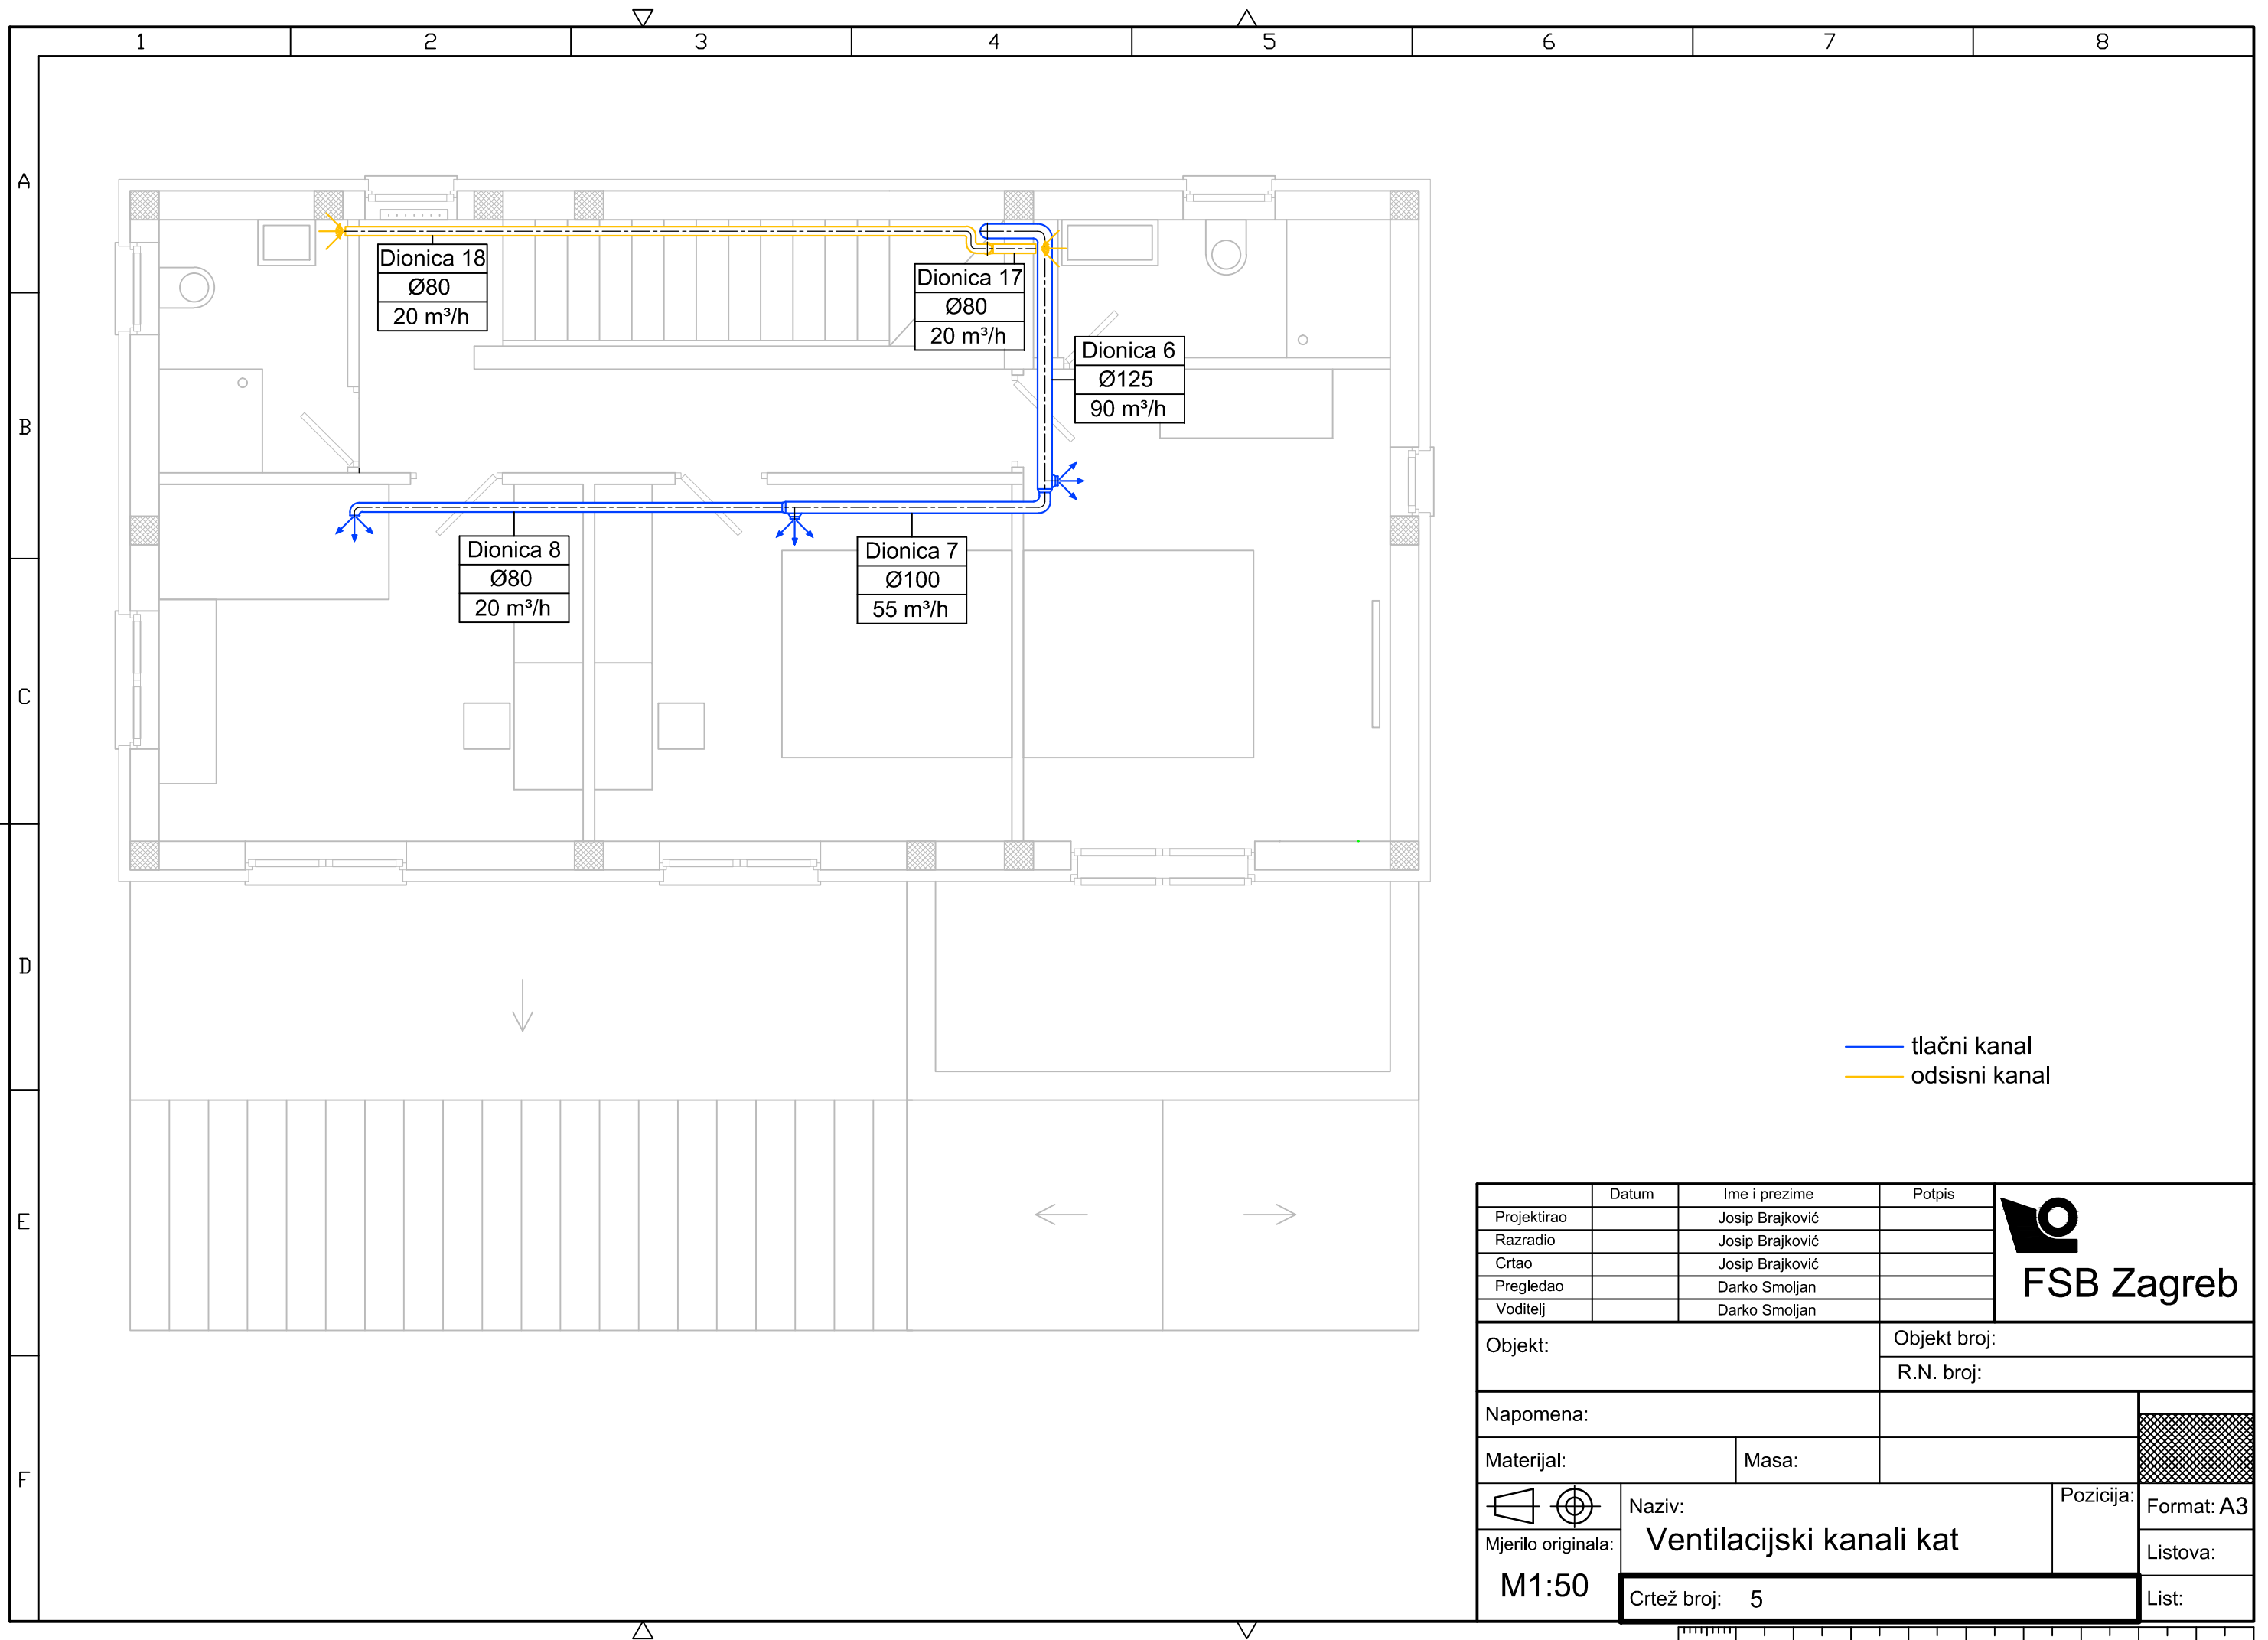 1 2 3 4 5 6 7 8
A
B
C
D
E
F
Dionica 18
Ø80
20 m³/h
Dionica 17
Ø80
20 m³/h
Dionica 6
Ø125
90 m³/h
Dionica 8
Ø80
20 m³/h
Dionica 7
Ø100
55 m³/h
tlačni kanal
odsisni kanal
Datum Ime i prezime Potpis
Projektirao Josip Brajković
Razradio Josip Brajković
Crtao Josip Brajković
Pregledao Darko Smoljan
Voditelj Darko Smoljan
FSB Zagreb
Objekt:
Objekt broj:
R.N. broj:
Napomena:
Materijal: Masa:
Naziv:
Ventilacijski kanali kat
Pozicija:
Format: A3
Mjerilo originala:
M1:50
Listova:
Crtež broj: 5
List: